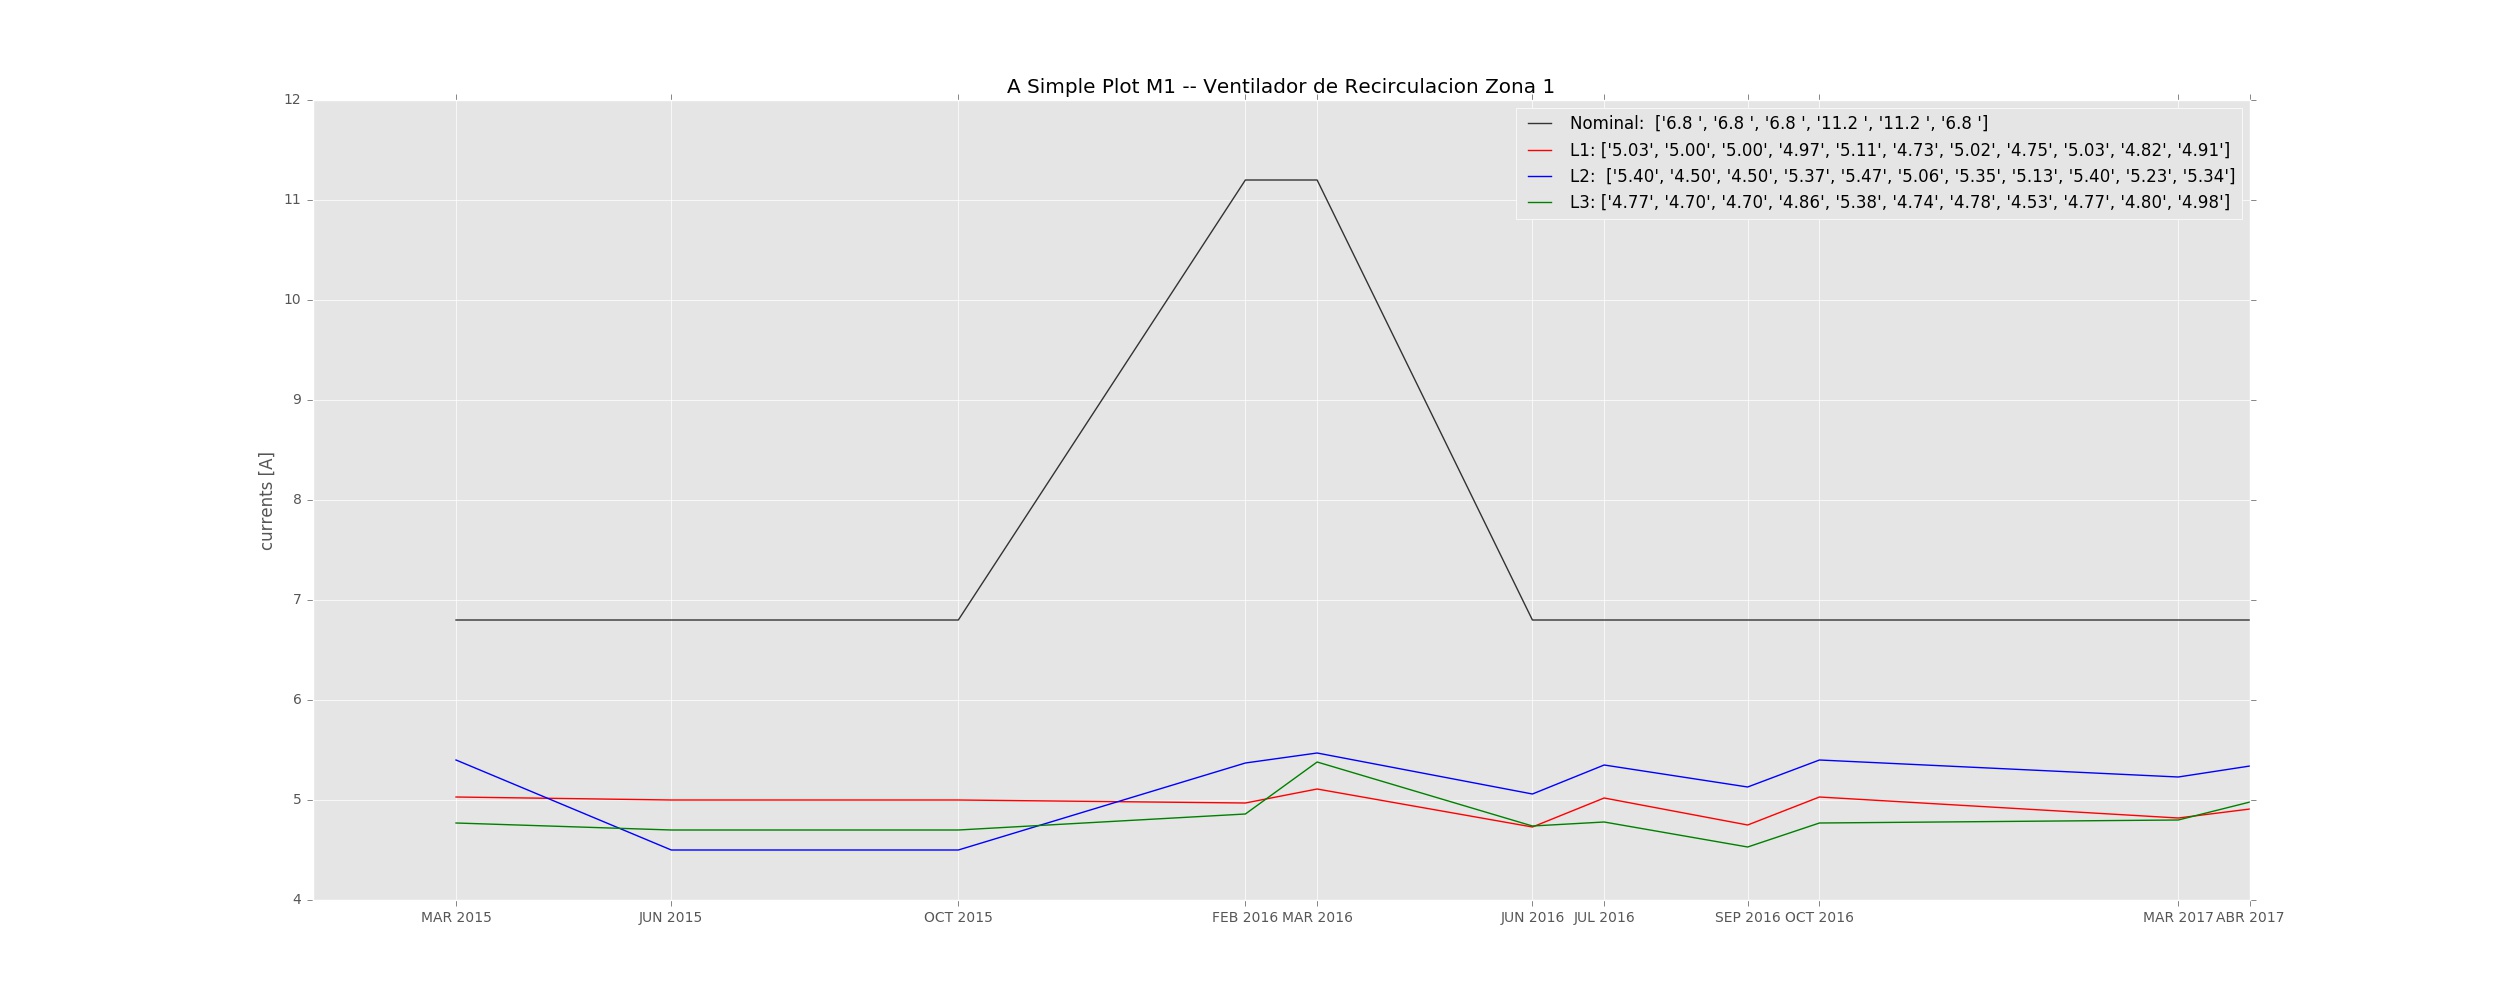 A Simple Plot M1 -- Ventilador de Recirculacion Zona 1
Nominal:  ['6.8 ', '6.8 ', '6.8 ', '11.2 ', '11.2 ', '6.8 ']
L1: ['5.03', '5.00', '5.00', '4.97', '5.11', '4.73', '5.02', '4.75', '5.03', '4.82', '4.91']
L2:  ['5.40', '4.50', '4.50', '5.37', '5.47', '5.06', '5.35', '5.13', '5.40', '5.23', '5.34']
L3: ['4.77', '4.70', '4.70', '4.86', '5.38', '4.74', '4.78', '4.53', '4.77', '4.80', '4.98']
12
11
10
9
8
7
6
5
4
currents [A]
MAR 2015 JUN 2015 OCT 2015 FEB 2016 MAR 2016 JUN 2016 JUL 2016 SEP 2016 OCT 2016 MAR 2017 ABR 2017